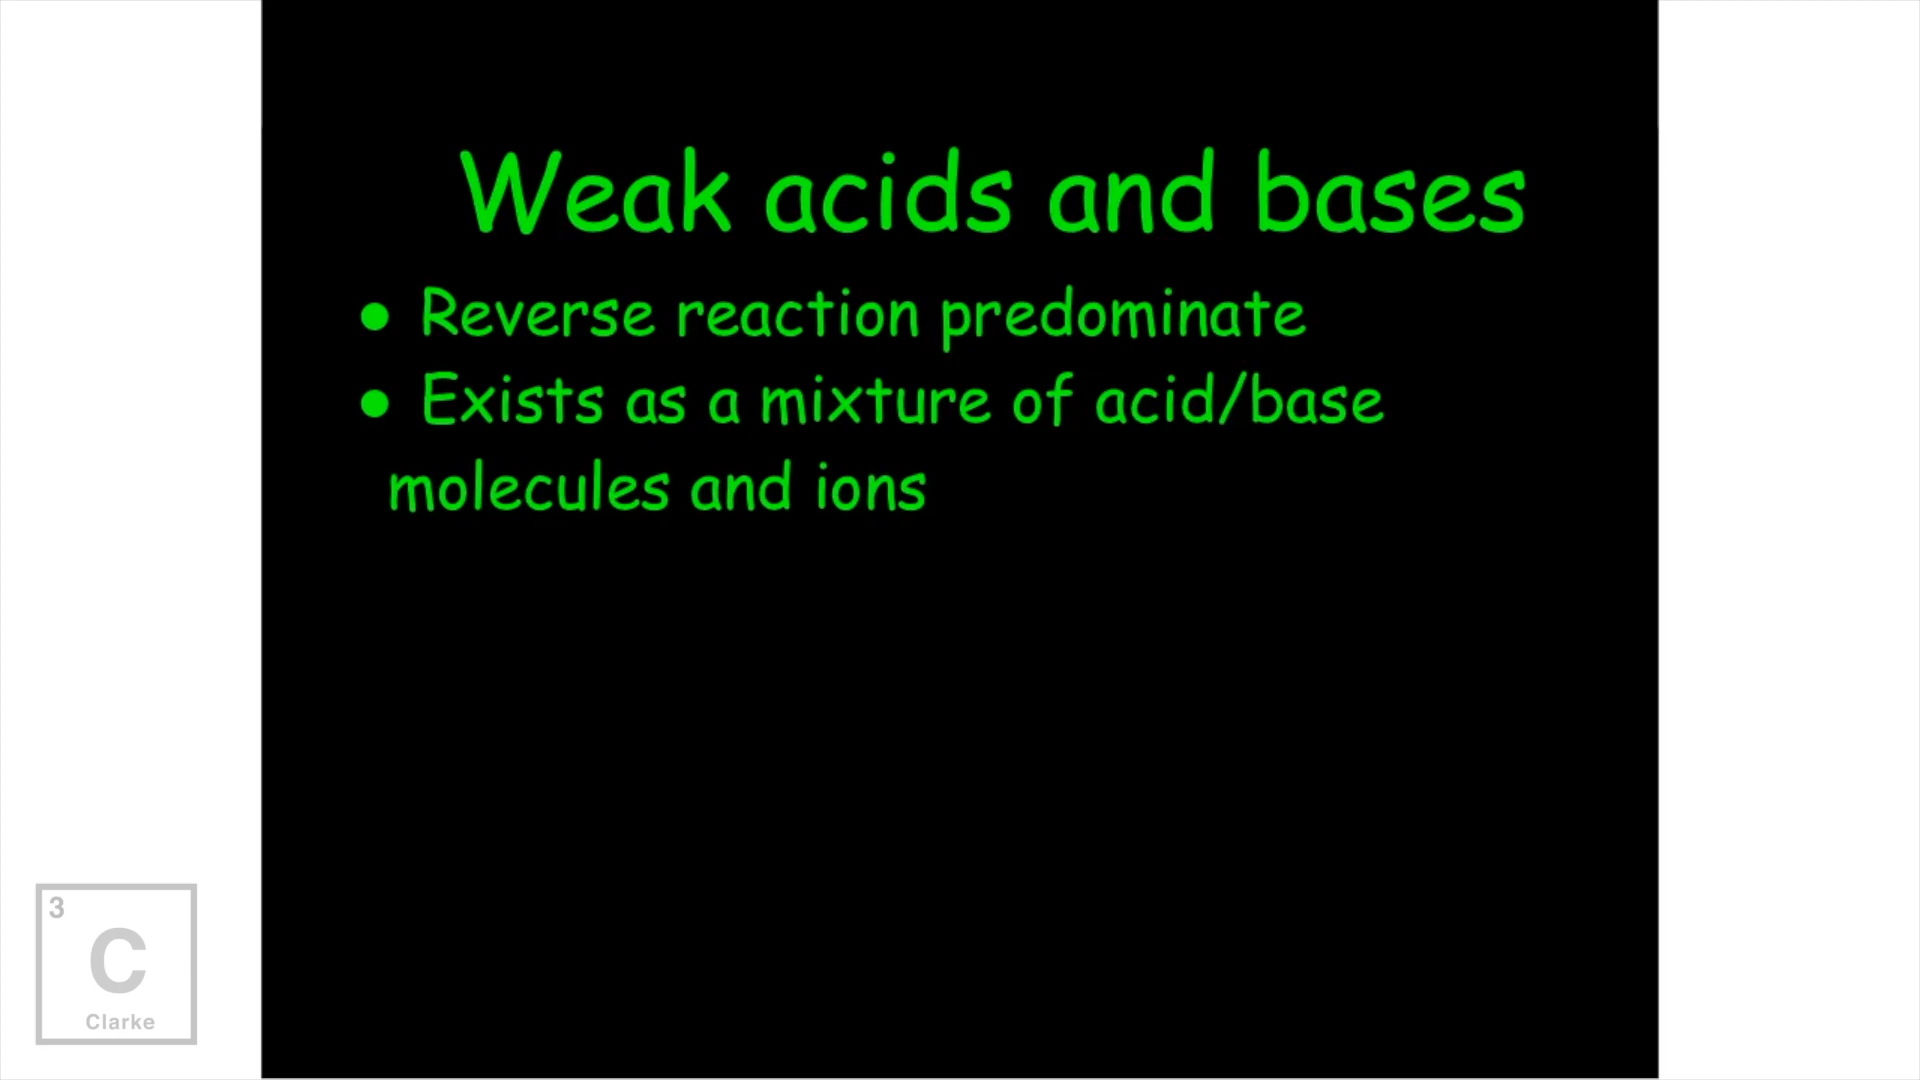 Weak acids and bases
• Reverse reaction predominate
• Exists as a mixture of acid/base
molecules and ions
3
C
Clarke